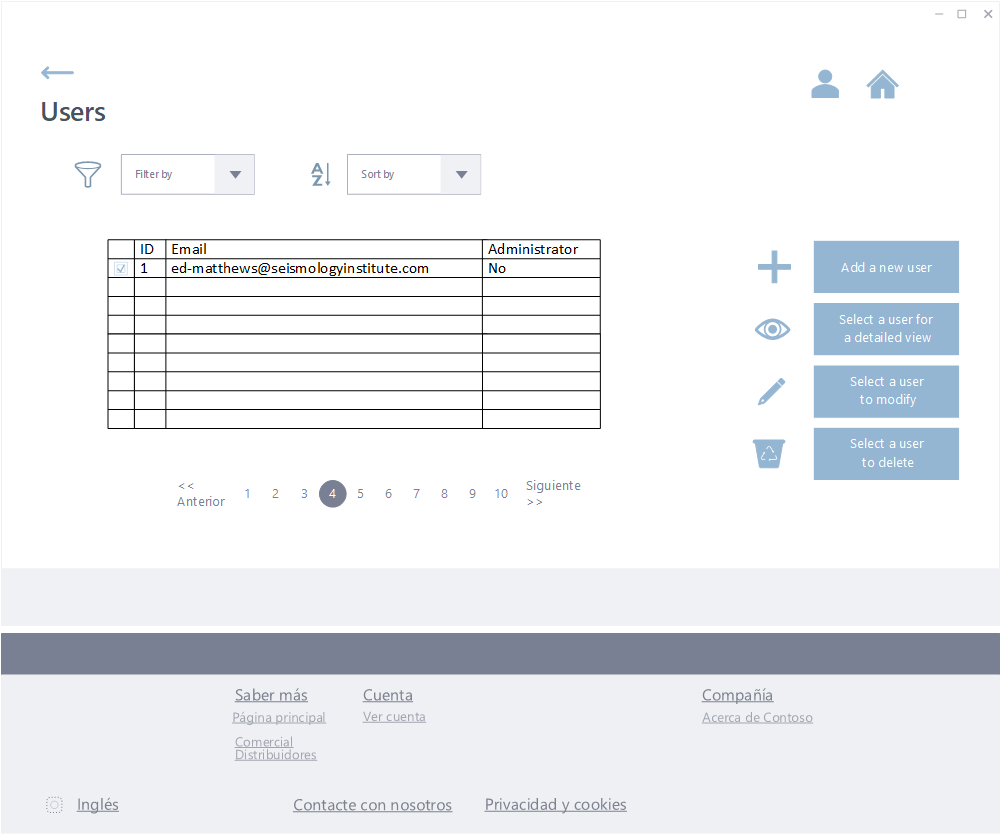 Users
Filter by
A
Z
Sort by
ID Email Administrator
1 ed-matthews@seismologyinstitute.com No
Add a new user
Select a user for
a detailed view
Select a user
to modify
Select a user
to delete
<<
Anterior
1 2 3 4 5 6 7 8 9 10
Siguiente
>>
Saber más
Página principal
Comercial
Distribuidores
Cuenta
Ver cuenta
Compañía
Acerca de Contoso
Inglés
Contacte con nosotros
Privacidad y cookies